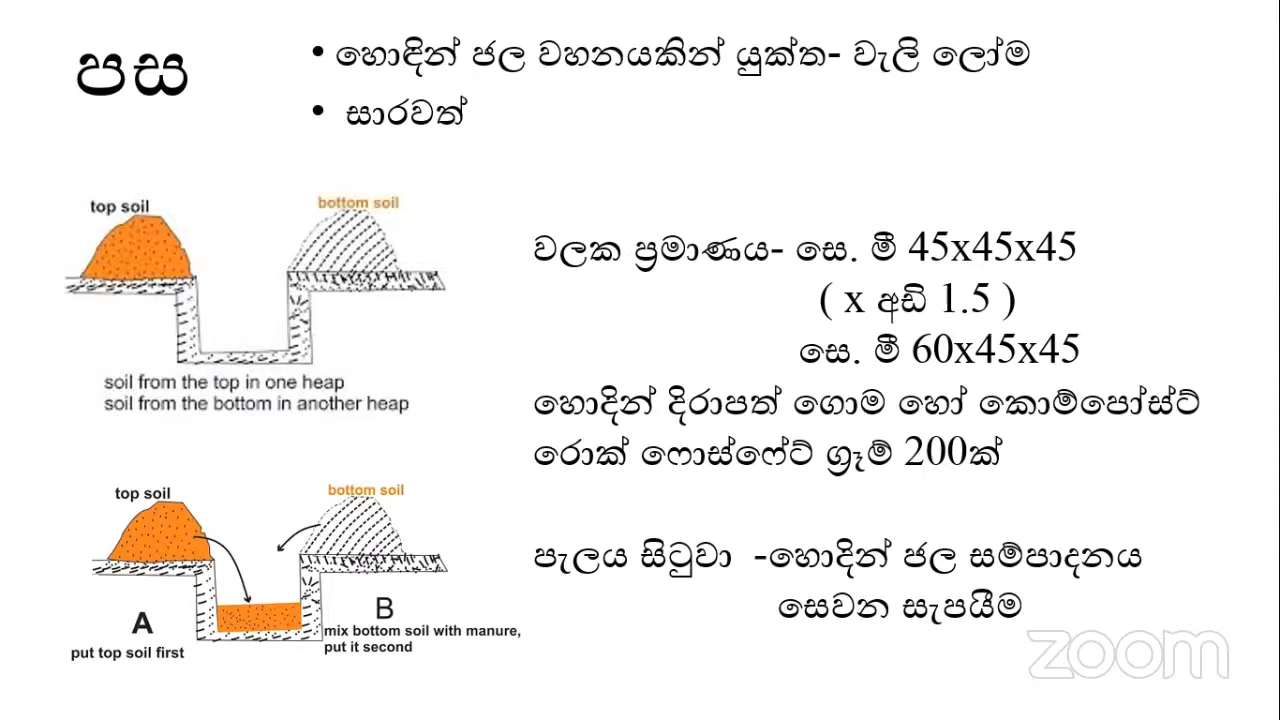 පස
• හොඳින් ජල වහනයකින් යුක්ත- වැලි ලෝම
• සාරවත්
top soil
bottom soil
soil from the top in one heap
soil from the bottom in another heap
වලක ප්‍රමාණය- සෙ. මී 45x45x45
( x අඩි 1.5 )
සෙ. මී 60x45x45
හොදින් දිරාපත් ගොම හෝ කොම්පෝස්ට්
රොක් ෆොස්ෆේට් ග්‍රෑම් 200ක්
top soil
bottom soil
A
put top soil first
B
mix bottom soil with manure,
put it second
පැලය සිටුවා -හොදින් ජල සම්පාදනය
සෙවන සැපයීම
zoom